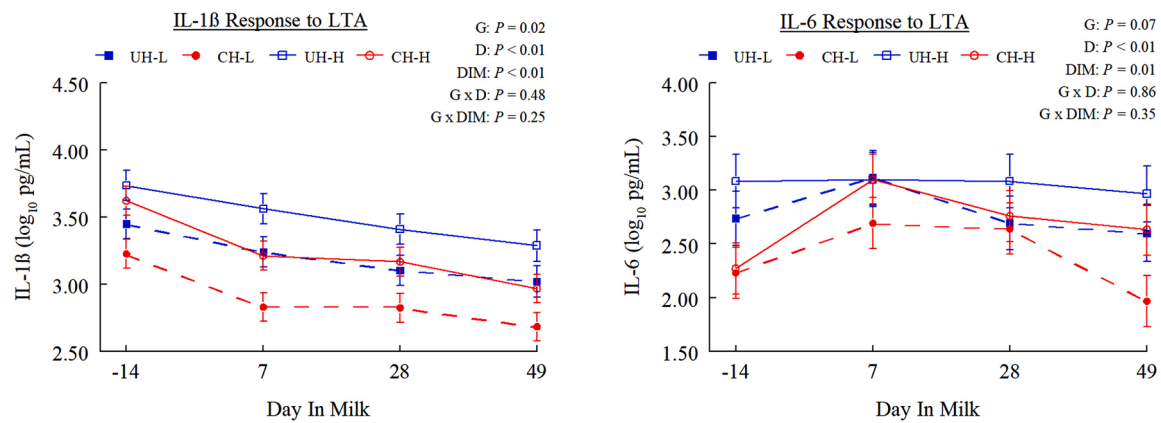 IL-1ß Response to LTA
G: P = 0.02
D: P < 0.01
DIM: P < 0.01
G x D: P = 0.48
G x DIM: P = 0.25
UH-L CH-L UH-H CH-H
4.50
4.00
3.50
3.00
2.50
IL-1ß (log10 pg/mL)
-14 7 28 49
Day In Milk
IL-6 Response to LTA
G: P = 0.07
D: P < 0.01
DIM: P = 0.01
G x D: P = 0.86
G x DIM: P = 0.35
UH-L CH-L UH-H CH-H
4.00
3.50
3.00
2.50
2.00
1.50
IL-6 (log10 pg/mL)
-14 7 28 49
Day In Milk